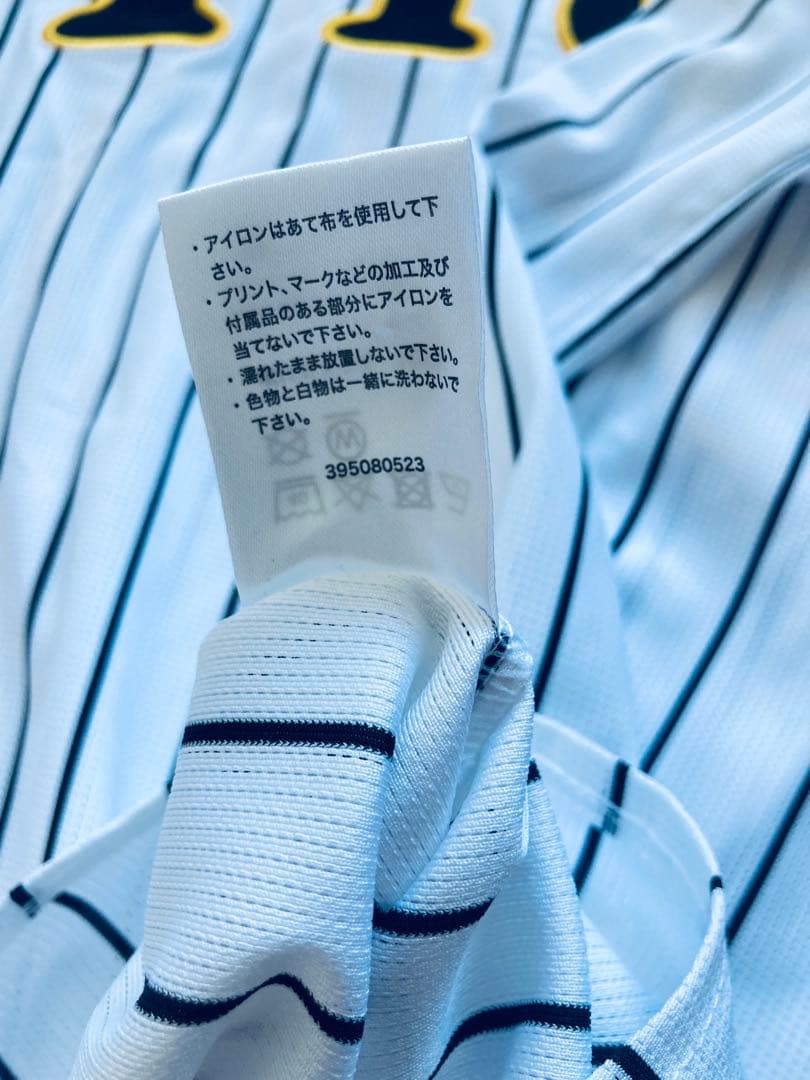 ・アイロンはあて布を使用して下
さい。
・プリント、マークなどの加工及び
付属品のある部分にアイロンを
当てないで下さい。
・濡れたまま放置しないで下さい。
・色物と白物は一緒に洗わないで
下さい。
395080523